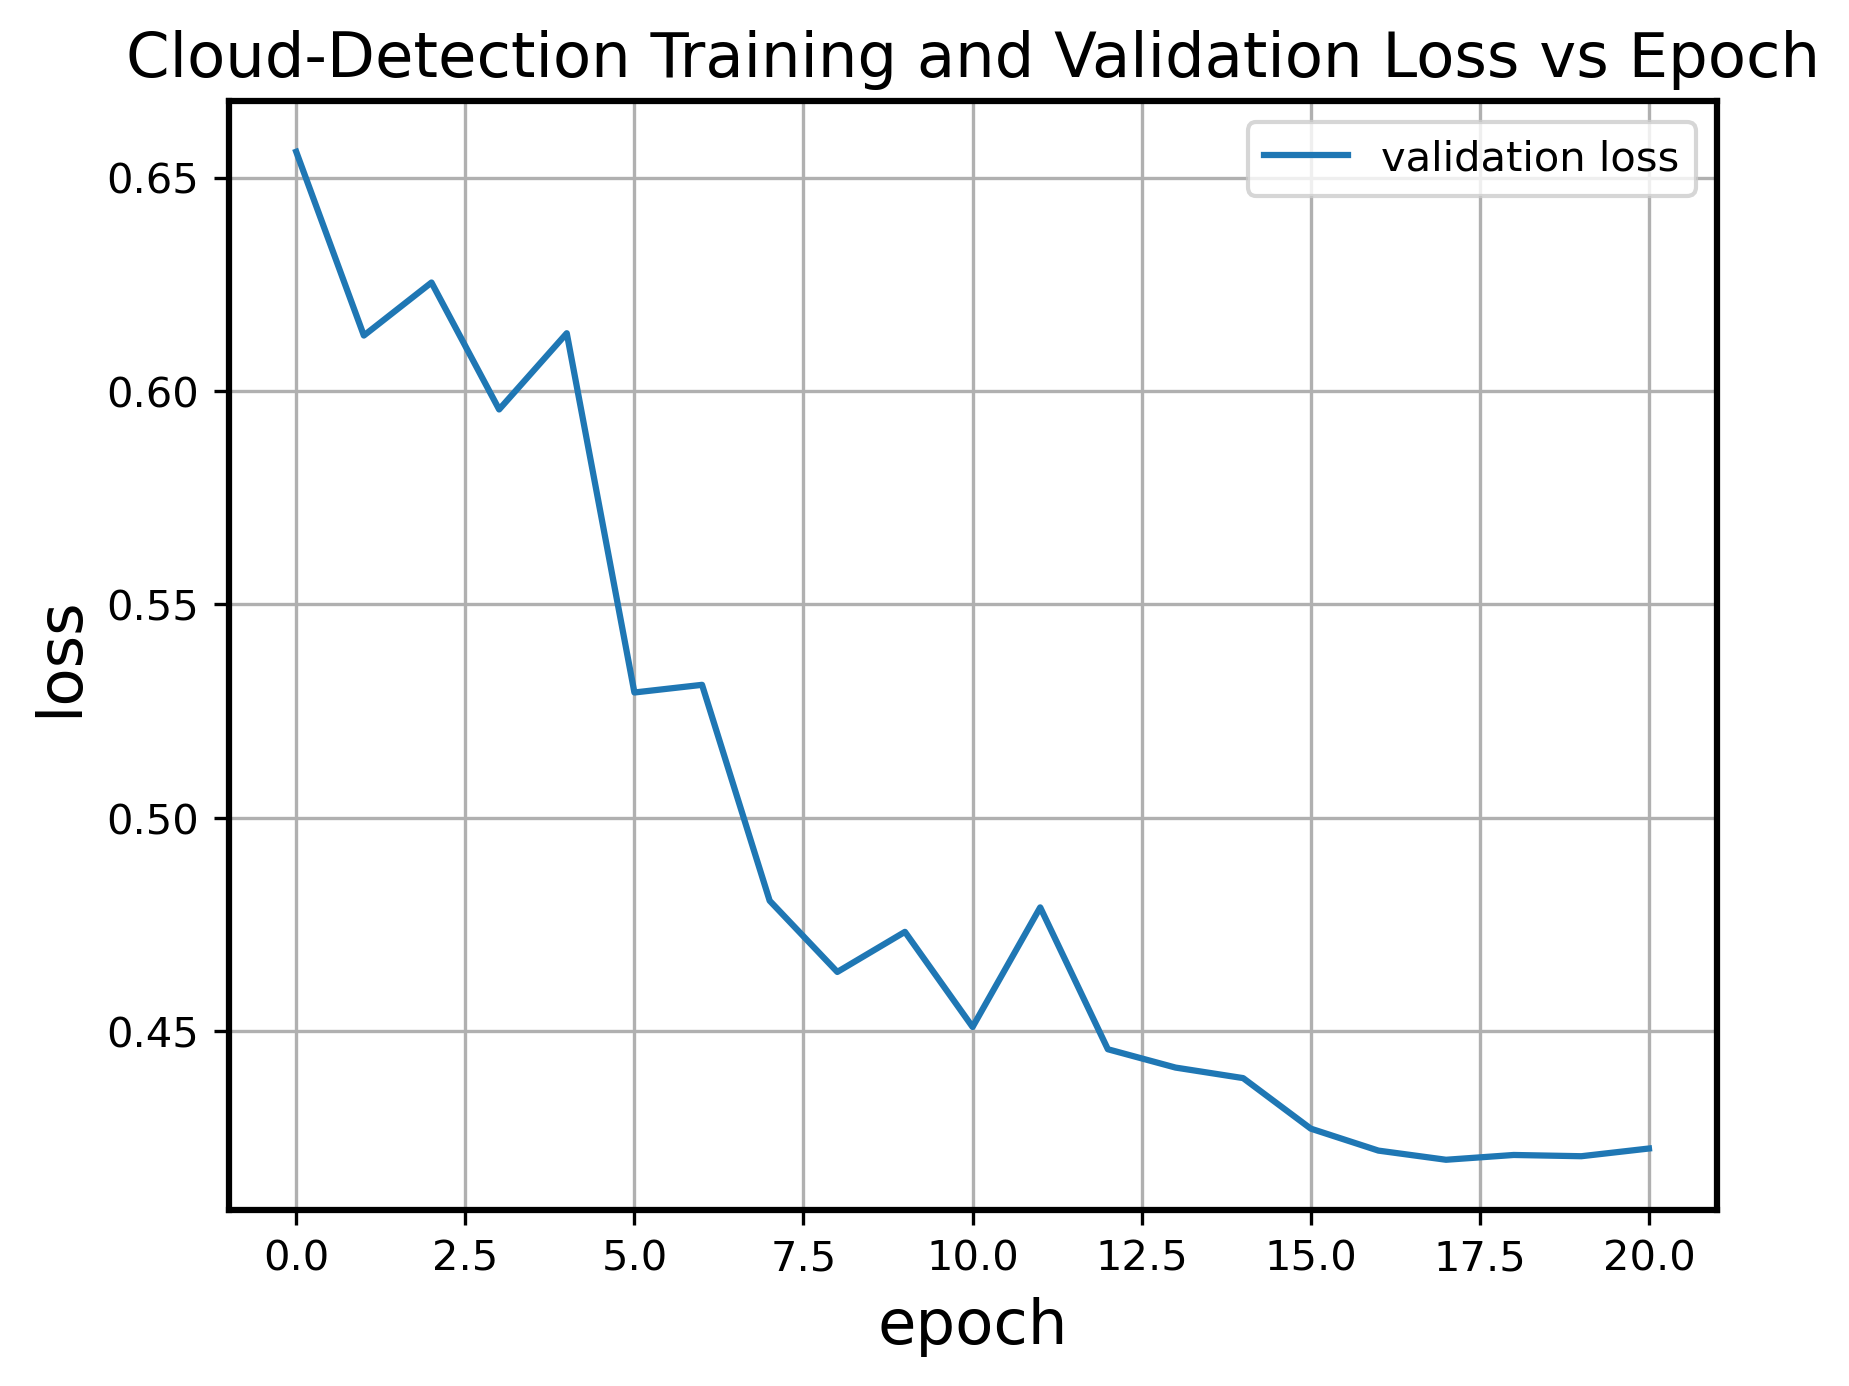 Cloud-Detection Training and Validation Loss vs Epoch
validation loss
0.65
0.60
0.55
0.50
0.45
loss
0.0 2.5 5.0 7.5 10.0 12.5 15.0 17.5 20.0
epoch